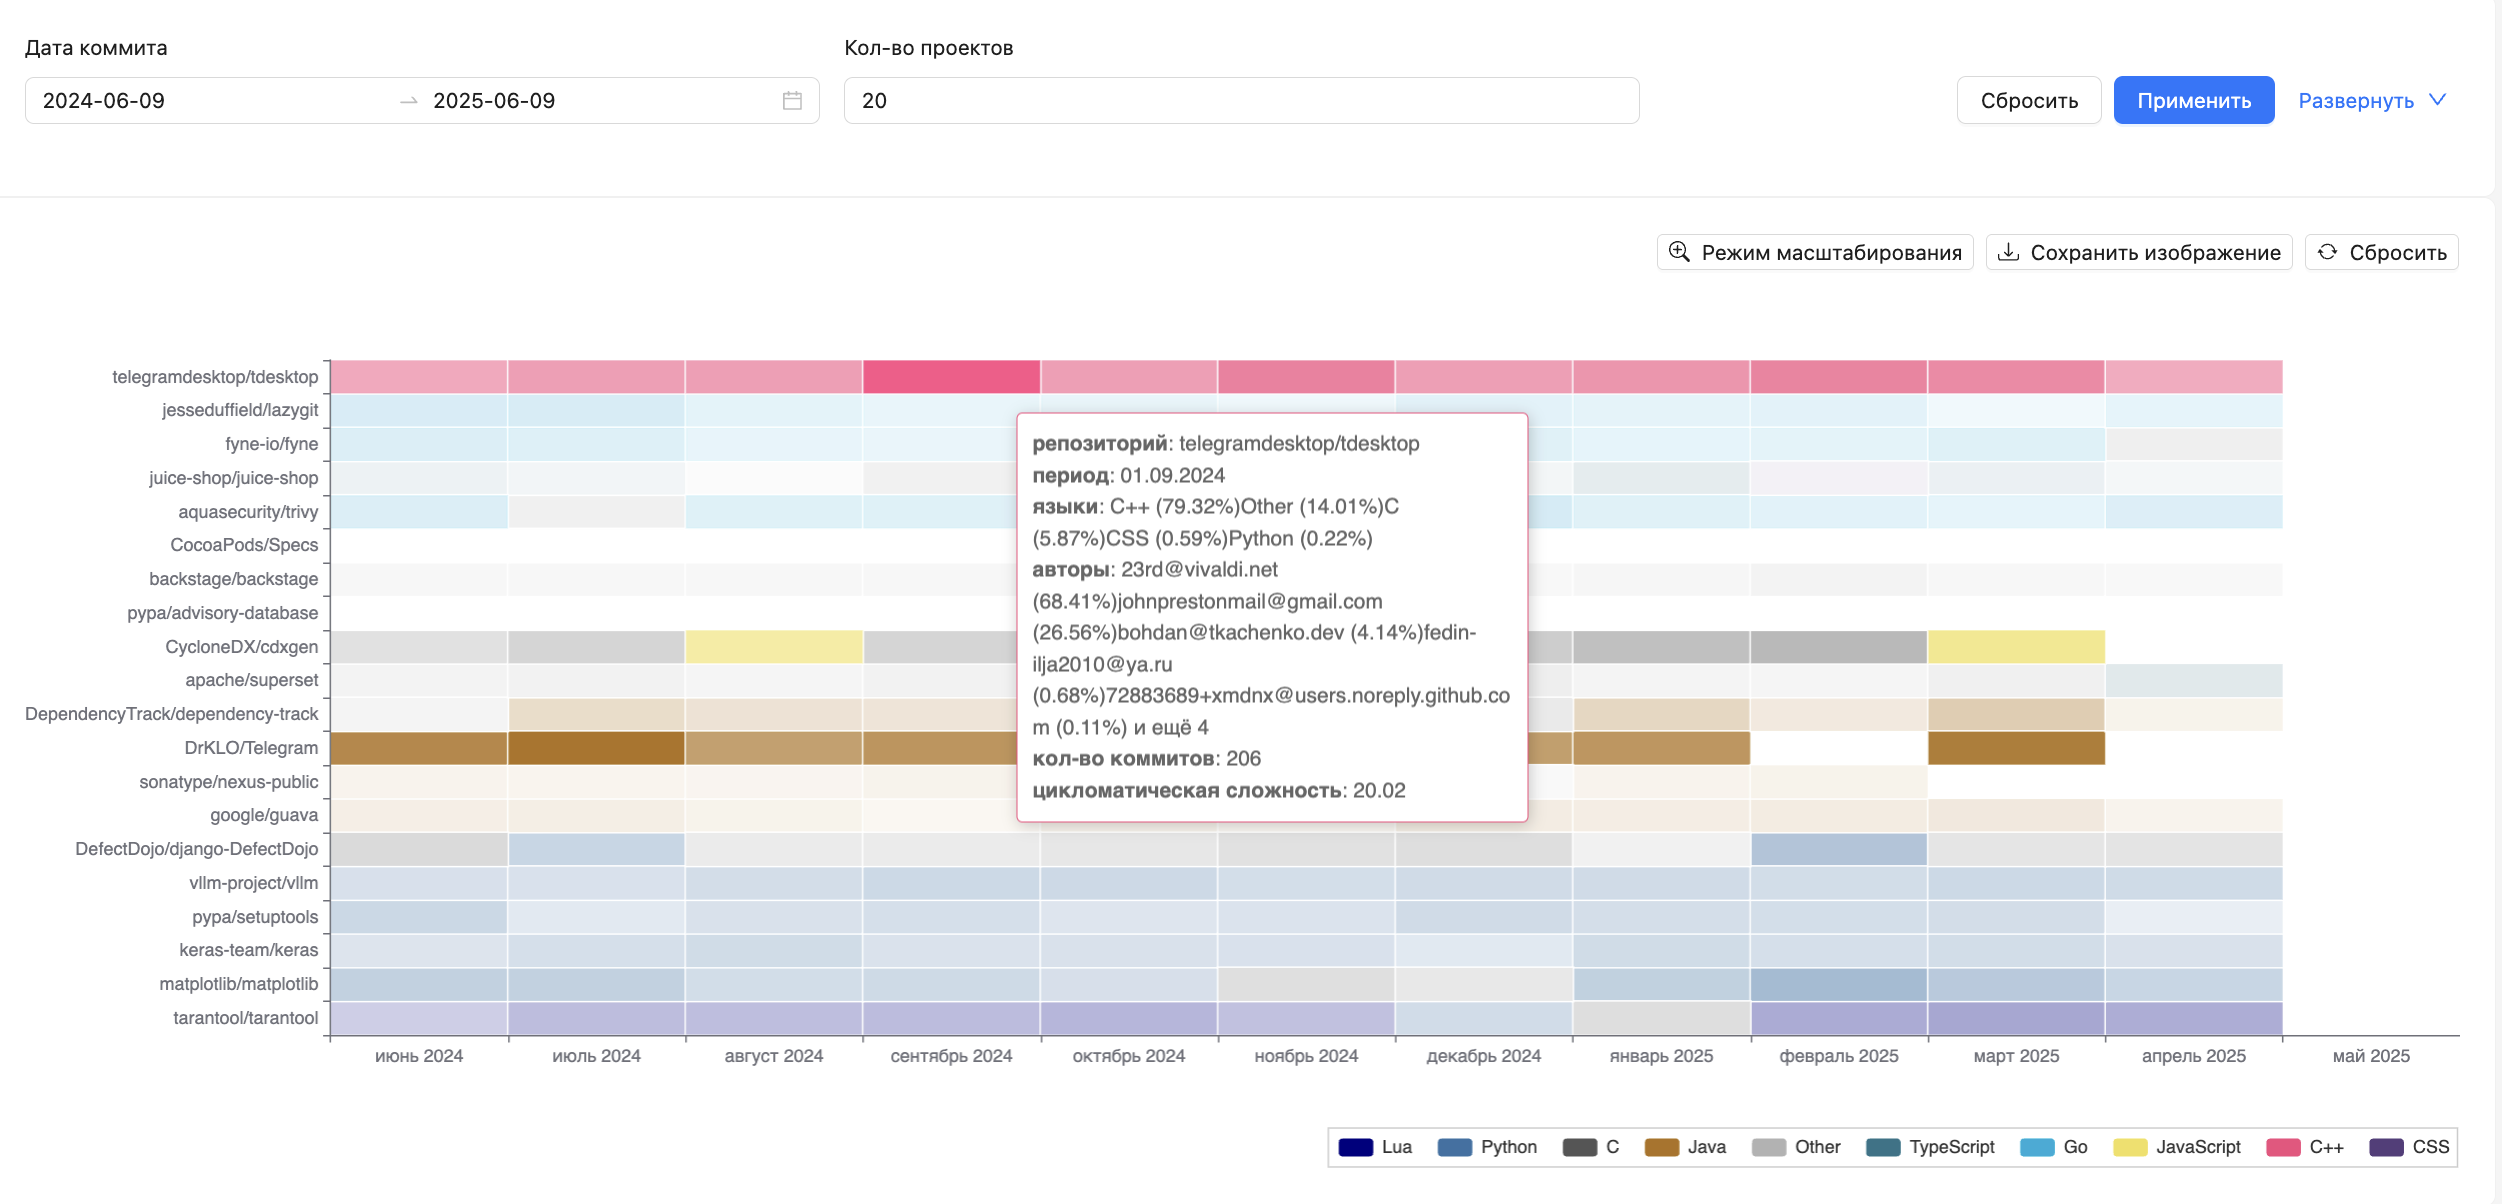 Дата коммита
Кол-во проектов
2024-06-09 → 2025-06-09
20
Сбросить
Применить
Развернуть
Режим масштабирования
Сохранить изображение
Сбросить
telegramdesktop/tdesktop
jesseduffield/lazygit
fyne-io/fyne
juice-shop/juice-shop
aquasecurity/trivy
CocoaPods/Specs
backstage/backstage
pypa/advisory-database
CycloneDX/cdxgen
apache/superset
DependencyTrack/dependency-track
DrKLO/Telegram
sonatype/nexus-public
google/guava
DefectDojo/django-DefectDojo
vllm-project/vllm
pypa/setuptools
keras-team/keras
matplotlib/matplotlib
tarantool/tarantool
репозиторий: telegramdesktop/tdesktop
период: 01.09.2024
языки: C++ (79.32%)Other (14.01%)C
(5.87%)CSS (0.59%)Python (0.22%)
авторы: 23rd@vivaldi.net
(68.41%)johnprestonmail@gmail.com
(26.56%)bohdan@tkachenko.dev (4.14%)fedin-
ilja2010@ya.ru
(0.68%)72883689+xmdnx@users.noreply.github.co
m (0.11%) и ещё 4
кол-во коммитов: 206
цикломатическая сложность: 20.02
июнь 2024
июль 2024
август 2024
сентябрь 2024
октябрь 2024
ноябрь 2024
декабрь 2024
январь 2025
февраль 2025
март 2025
апрель 2025
май 2025
Lua
Python
C
Java
Other
TypeScript
Go
JavaScript
C++
CSS